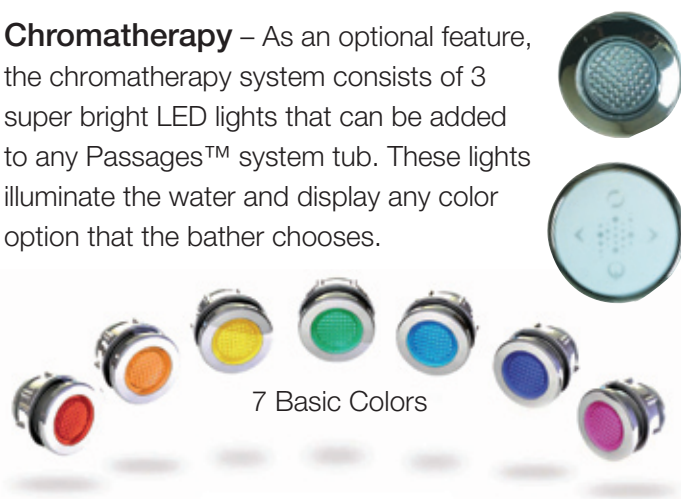 Chromatherapy – As an optional feature,
the chromatherapy system consists of 3
super bright LED lights that can be added
to any Passages™ system tub. These lights
illuminate the water and display any color
option that the bather chooses.
7 Basic Colors